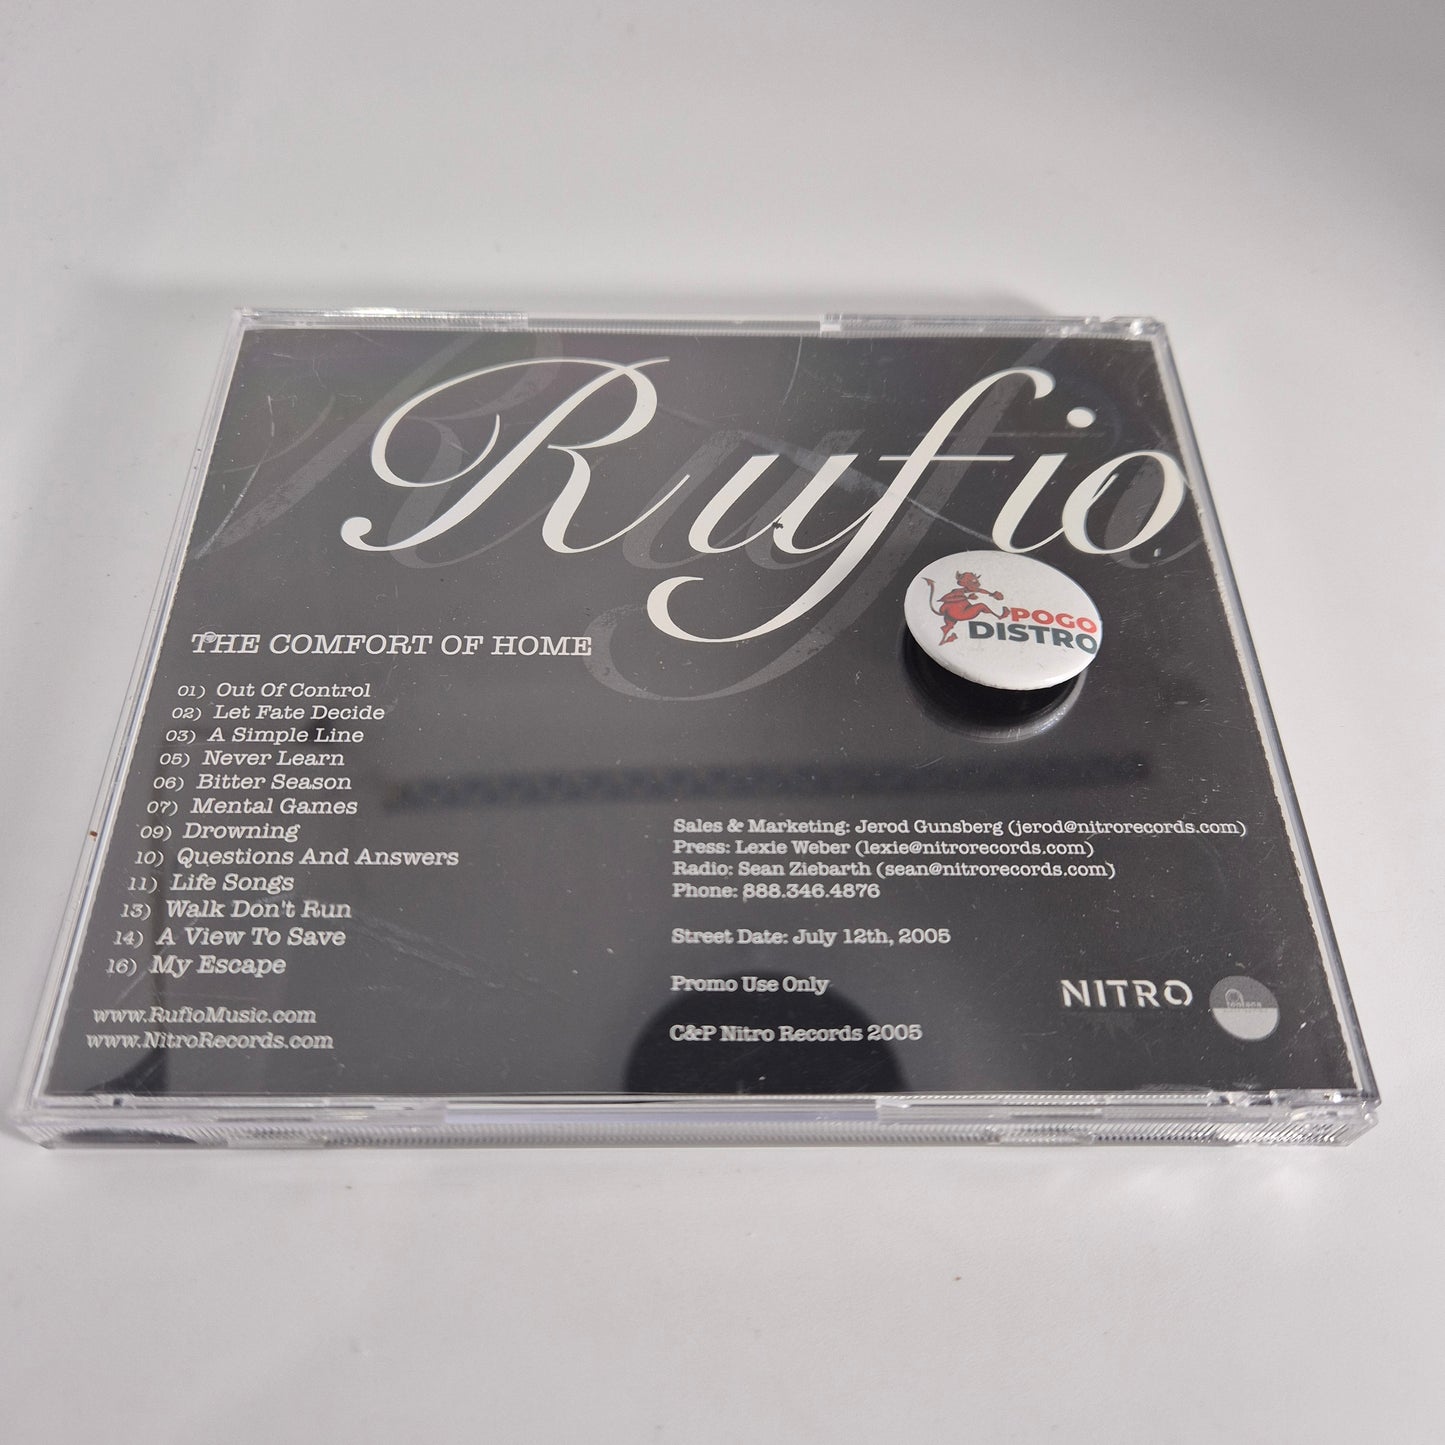 Rufio
POGO
DISTRO
THE COMFORT OF HOME
01) Out Of Control
02) Let Fate Decide
03) A Simple Line
05) Never Learn
06) Bitter Season
07) Mental Games
09) Drowning
10) Questions And Answers
11) Life Songs
13) Walk Don't Run
14) A View To Save
16) My Escape
www.RufioMusic.com
www.NitroRecords.com
Sales & Marketing: Jerod Gunsberg (jerod@nitrorecords.com)
Press: Lexie Weber (lexie@nitrorecords.com)
Radio: Sean Ziebarth (sean@nitrorecords.com)
Phone: 888.346.4876
Street Date: July 12th, 2005
Promo Use Only
C&P Nitro Records 2005
NITRO
fontana